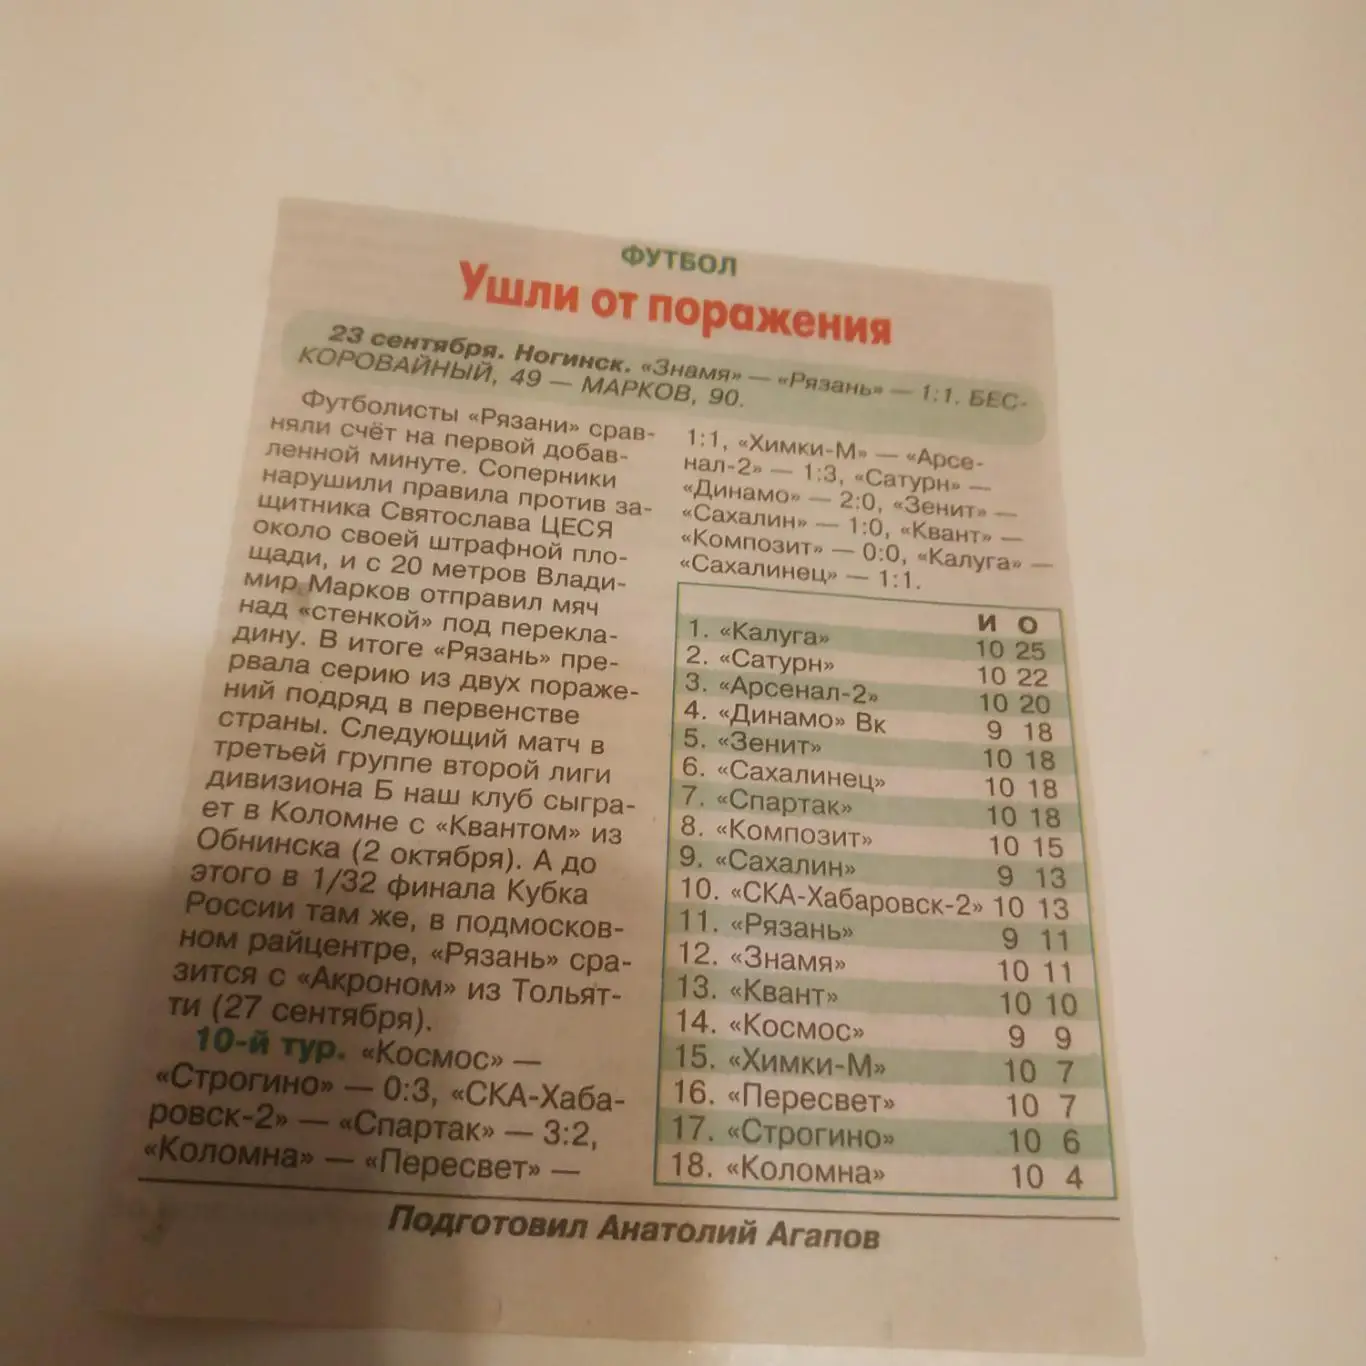 ФУТБОЛ
Ушли от поражения
23 сентября. Ногинск. «Знамя» — «Рязань» — 1:1. БЕС-
КОРОВАЙНЫЙ, 49 — МАРКОВ, 90.
Футболисты «Рязани» срав-
няли счёт на первой добав-
ленной минуте. Соперники
нарушили правила против за-
щитника Святослава ЦЕСЯ
около своей штрафной пло-
щади, и с 20 метров Влади-
мир Марков отправил мяч
над «стенкой» под перекла-
дину. В итоге «Рязань» пре-
рвала серию из двух пораже-
ний подряд в первенстве
страны. Следующий матч в
третьей группе второй лиги
дивизиона Б наш клуб сыгра-
ет в Коломне с «Квантом» из
Обнинска (2 октября). А до
этого в 1/32 финала Кубка
России там же, в подмосков-
ном райцентре, «Рязань» сра-
зится с «Акроном» из Тольят-
ти (27 сентября).
10-й тур. «Космос» —
«Строгино» — 0:3, «СКА-Хаба-
ровск-2» — «Спартак» — 3:2,
«Коломна» — «Пересвет» —
1:1, «Химки-М» — «Арсе-
нал-2» — 1:3, «Сатурн» —
«Динамо» — 2:0, «Зенит» —
«Сахалин» — 1:0, «Квант» —
«Композит» — 0:0, «Калуга» —
«Сахалинец» — 1:1.
И О
1. «Калуга» 10 25
2. «Сатурн» 10 22
3. «Арсенал-2» 10 20
4. «Динамо» Вк 9 18
5. «Зенит» 10 18
6. «Сахалинец» 10 18
7. «Спартак» 10 18
8. «Композит» 10 15
9. «Сахалин» 9 13
10. «СКА-Хабаровск-2» 10 13
11. «Рязань» 9 11
12. «Знамя» 10 11
13. «Квант» 10 10
14. «Космос» 9 9
15. «Химки-М» 10 7
16. «Пересвет» 10 7
17. «Строгино» 10 6
18. «Коломна» 10 4
Подготовил Анатолий Агапов